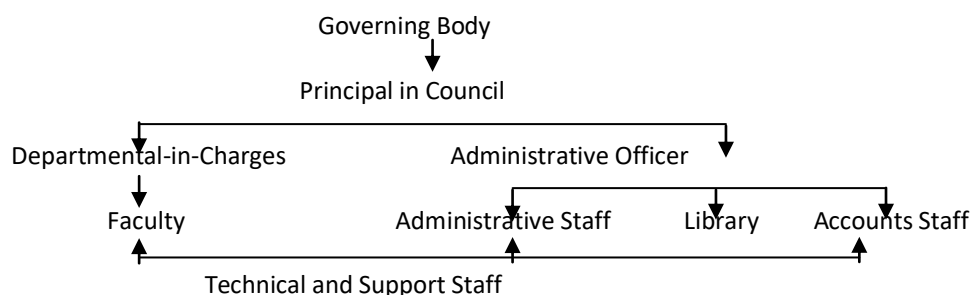 Governing Body
Principal in Council
Departmental-in-Charges Administrative Officer
Faculty Administrative Staff Library Accounts Staff
Technical and Support Staff